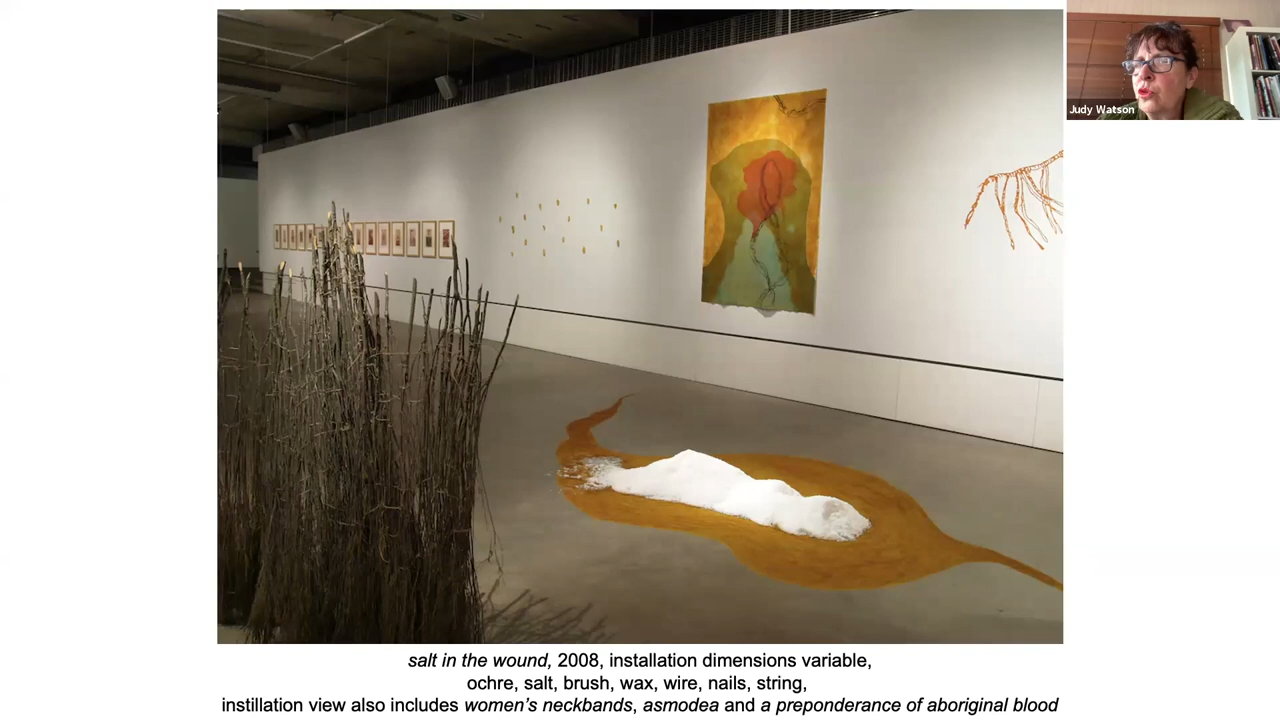 Judy Watson
salt in the wound, 2008, installation dimensions variable,
ochre, salt, brush, wax, wire, nails, string,
instillation view also includes women's neckbands, asmodea and a preponderance of aboriginal blood